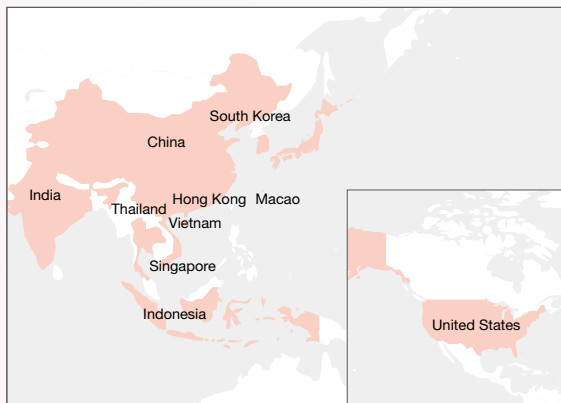 South Korea
China
India
Hong Kong
Macao
Thailand
Vietnam
Singapore
Indonesia
United States